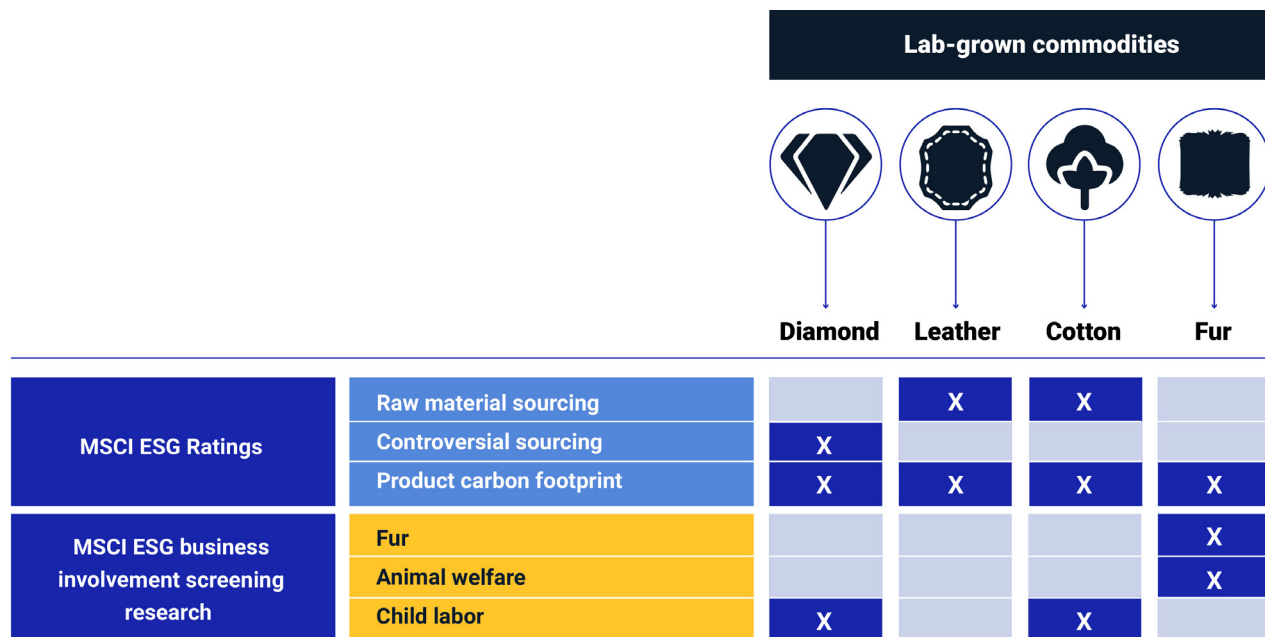 Lab-grown commodities
Diamond Leather Cotton Fur
MSCI ESG Ratings
Raw material sourcing X X
Controversial sourcing X
Product carbon footprint X X X X
MSCI ESG business
involvement screening
research
Fur X
Animal welfare X
Child labor X X